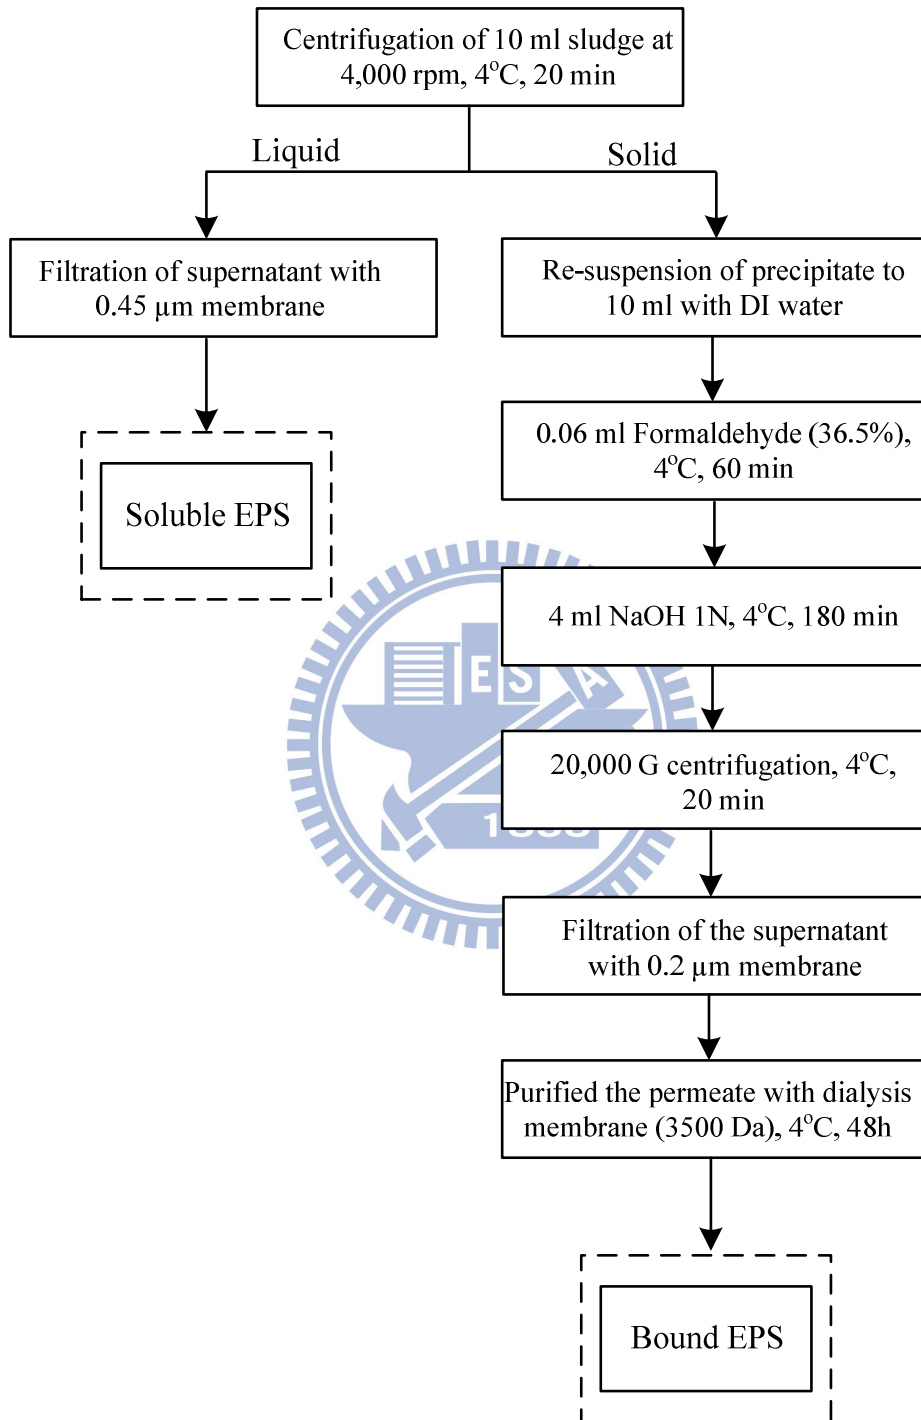 Centrifugation of 10 ml sludge at
4,000 rpm, 4°C, 20 min
Liquid
Solid
Filtration of supernatant with
0.45 µm membrane
Re-suspension of precipitate to
10 ml with DI water
0.06 ml Formaldehyde (36.5%),
4°C, 60 min
Soluble EPS
4 ml NaOH 1N, 4°C, 180 min
E S A
20,000 G centrifugation, 4°C,
20 min
Filtration of the supernatant
with 0.2 µm membrane
Purified the permeate with dialysis
membrane (3500 Da), 4°C, 48h
Bound EPS